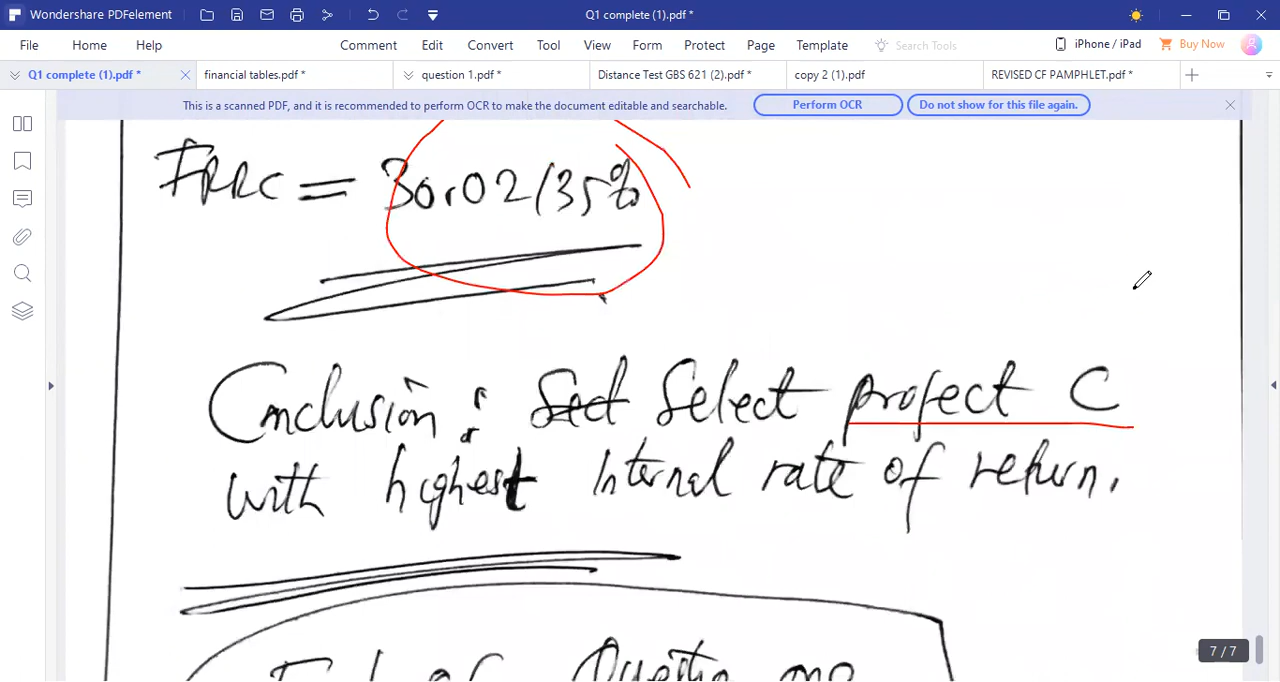 Wondershare PDFelement
Q1 complete (1).pdf *
File Home Help Comment Edit Convert Tool View Form Protect Page Template Search Tools iPhone / iPad Buy Now
Q1 complete (1).pdf * financial tables.pdf * question 1.pdf * Distance Test GBS 621 (2).pdf * copy 2 (1).pdf REVISED CF PAMPHLET.pdf *
This is a scanned PDF, and it is recommended to perform OCR to make the document editable and searchable. Perform OCR Do not show for this file again.
IRRC = 30.02135%
Conclusion: Select project C
with highest Internal rate of return.
7 / 7